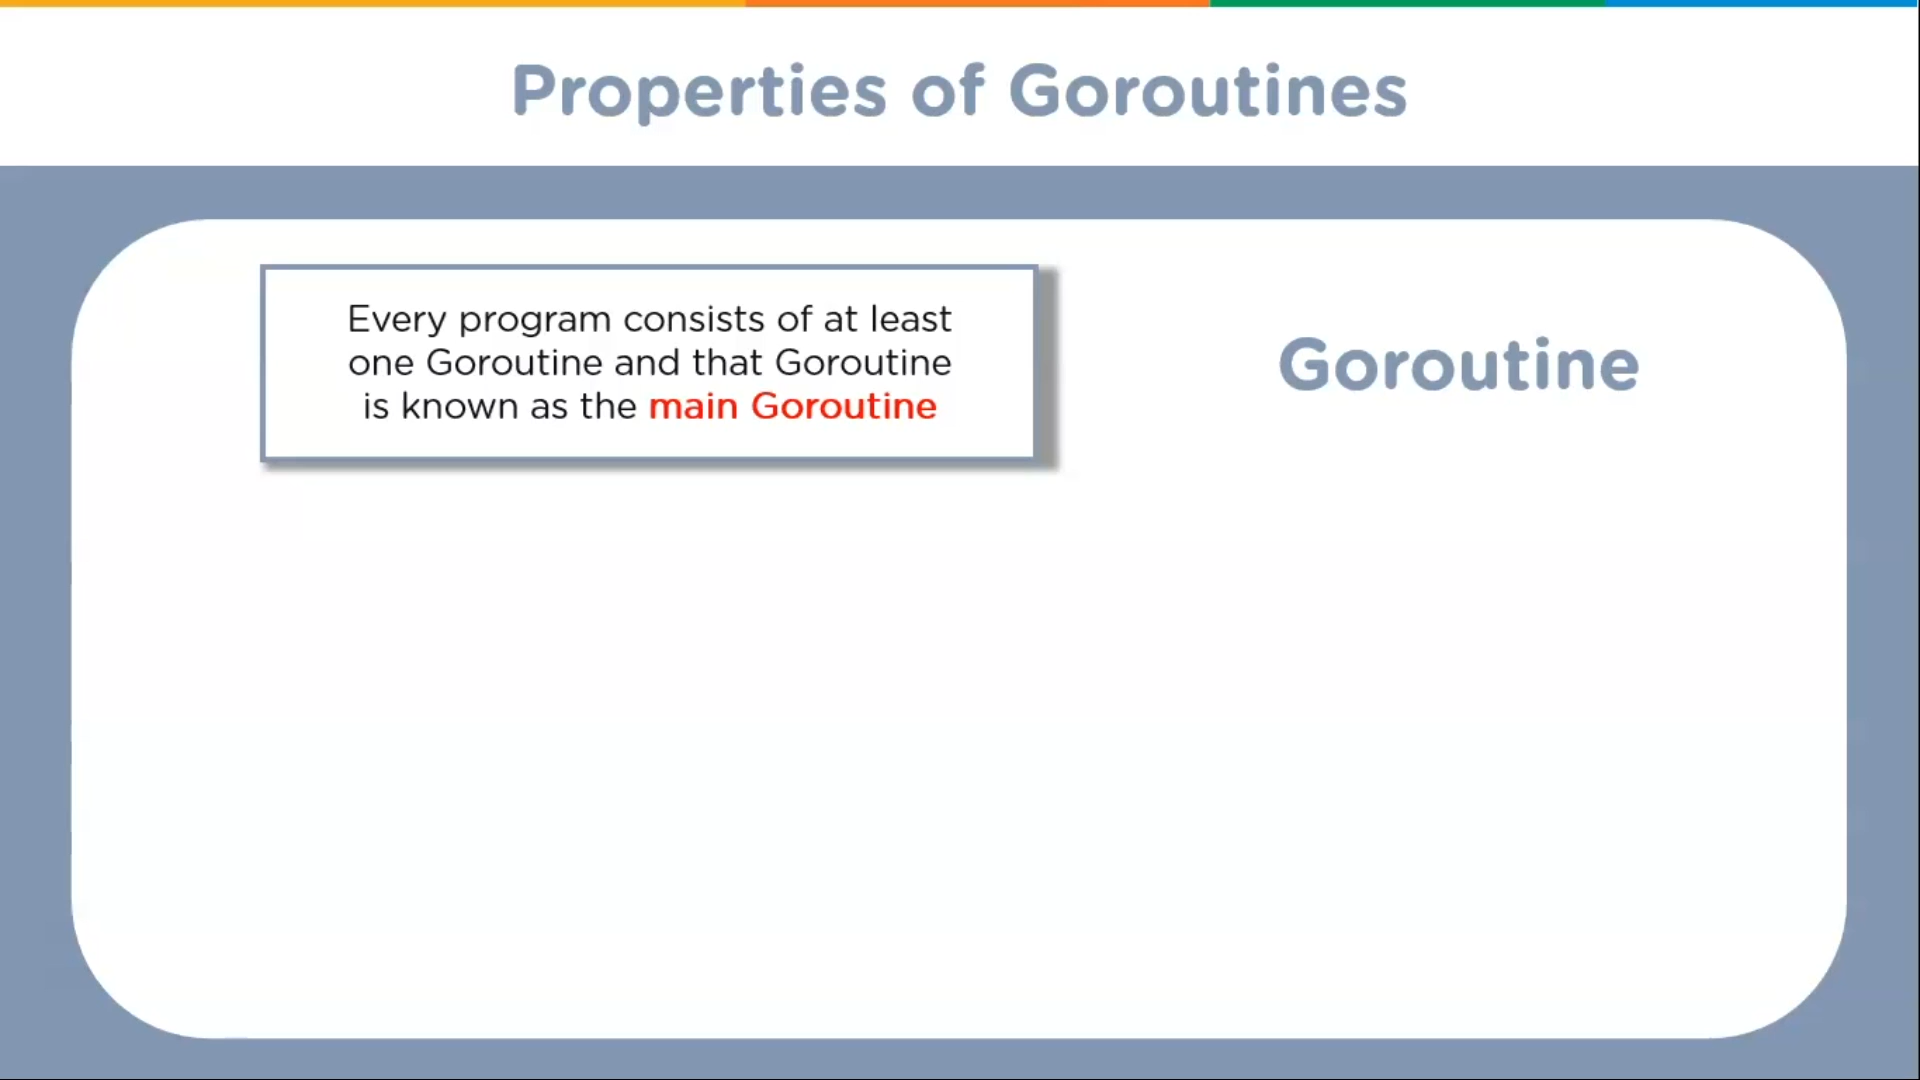 Properties of Goroutines
Every program consists of at least
one Goroutine and that Goroutine
is known as the main Goroutine
Goroutine